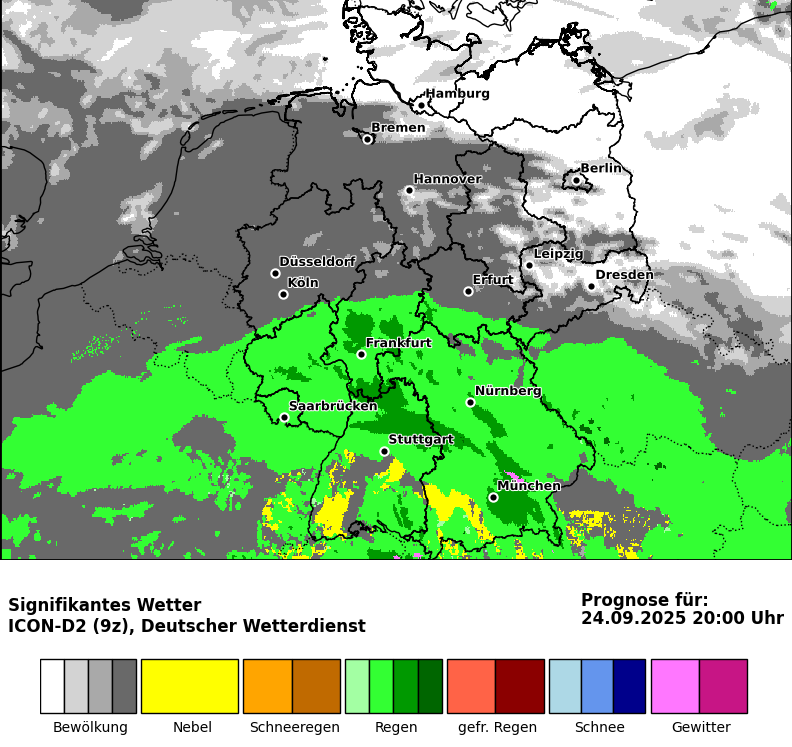 Hamburg
Bremen
Berlin
Hannover
Leipzig
Düsseldorf
Dresden
Köln
Erfurt
Frankfurt
Nürnberg
Saarbrücken
Stuttgart
München
Signifikantes Wetter
ICON-D2 (9z), Deutscher Wetterdienst
Prognose für:
24.09.2025 20:00 Uhr
Bewölkung
Nebel
Schneeregen
Regen
gefr. Regen
Schnee
Gewitter